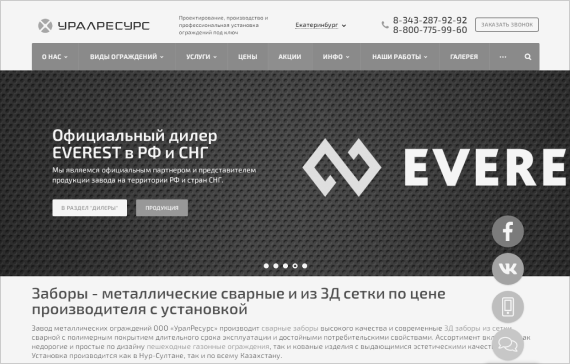 УРАЛРЕСУРС
Проектирование, производство и
профессиональная установка
ограждений под ключ
Екатеринбург
8-343-287-92-92
8-800-775-99-60
ЗАКАЗАТЬ ЗВОНОК
О НАС
ВИДЫ ОГРАЖДЕНИЙ
УСЛУГИ
ЦЕНЫ
АКЦИИ
ИНФО
НАШИ РАБОТЫ
ГАЛЕРЕЯ
...
Официальный дилер
EVEREST в РФ и СНГ
Мы являемся официальным партнером и представителем
продукции завода на территории РФ и стран СНГ.
В РАЗДЕЛ "ДИЛЕРЫ"
ПРОДУКЦИЯ
EVERE
Заборы - металлические сварные и из 3Д сетки по цене
производителя с установкой
Завод металлических ограждений ООО «УралРесурс» производит сварные заборы высокого качества и современные 3Д заборы из сетки
сварной с полимерным покрытием длительного срока эксплуатации и достойными потребительскими свойствами. Ассортимент как
недорогие и простые по дизайну пешеходные газонные ограждения, так и кованые изделия с выдающимися эстетическими
Установка производится как в Нур-Султане, так и по всему Казахстану.